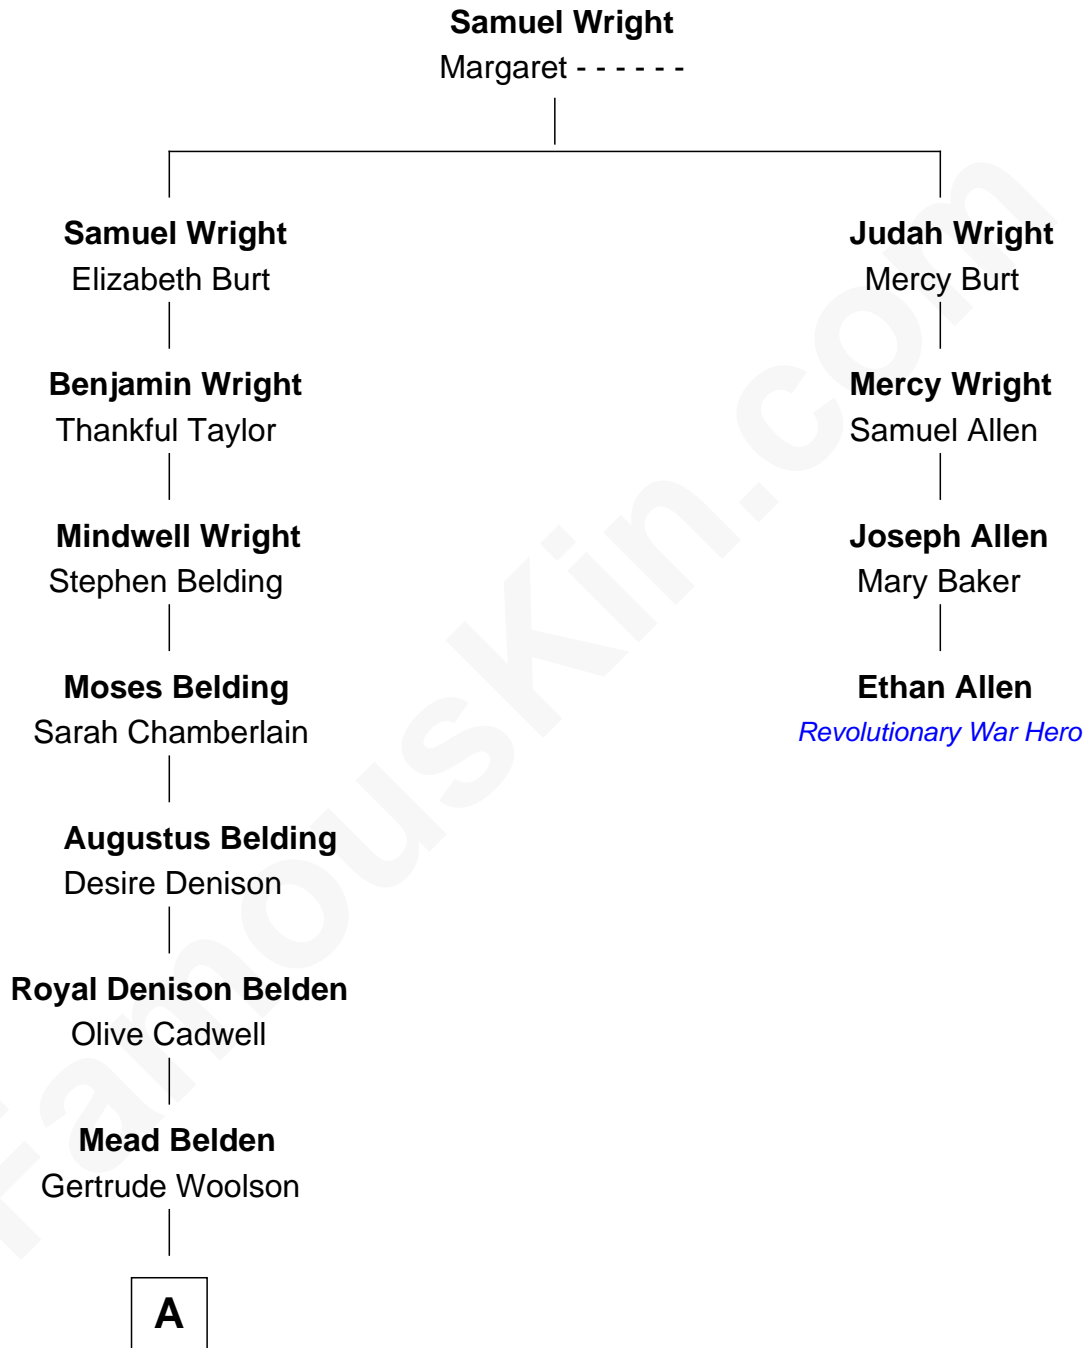 Samuel Wright
Margaret - - - - - -
Samuel Wright
Elizabeth Burt
Judah Wright
Mercy Burt
Benjamin Wright
Thankful Taylor
Mercy Wright
Samuel Allen
Mindwell Wright
Stephen Belding
Joseph Allen
Mary Baker
Moses Belding
Sarah Chamberlain
Ethan Allen
Revolutionary War Hero
Augustus Belding
Desire Denison
Royal Denison Belden
Olive Cadwell
Mead Belden
Gertrude Woolson
A
FamousKin.com